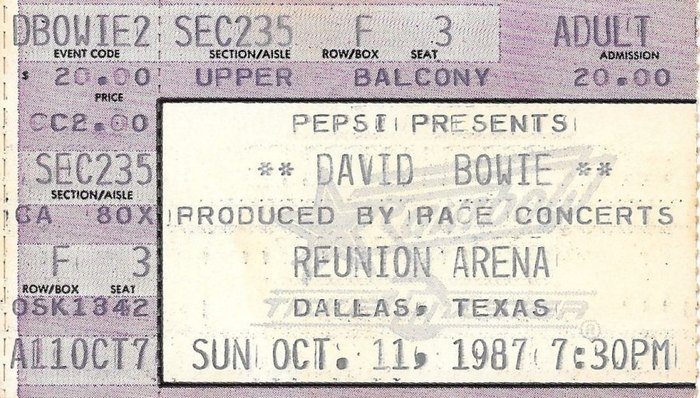 DBOWIE2 SEC235 F 3 ADULT
EVENT CODE SECTION/AISLE ROW/BOX SEAT ADMISSION
$ 20.00 UPPER BALCONY 20.00
PRICE
CC2.00 PEPSI PRESENTS
SEC235 ** DAVID BOWIE **
SECTION/AISLE
CA 80X PRODUCED BY PACE CONCERTS
F 3 REUNION ARENA
ROW/BOX SEAT
OSK1342 DALLAS, TEXAS
A11OCT7 SUN OCT. 11, 1987 7:30PM